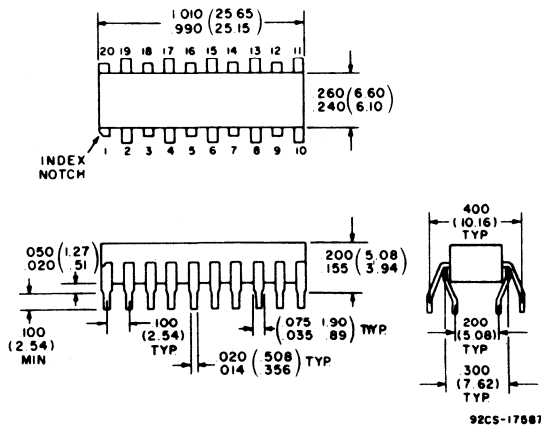 1.010 (25.65)
.990 (25.15)
20 19 18 17 16 15 14 13 12 11
.260 (6.60)
.240 (6.10)
INDEX
NOTCH
1 2 3 4 5 6 7 8 9 10
400
(10.16)
TYP
.050 (1.27)
.020 (.51)
.200 (5.08)
.155 (3.94)
.100
(2.54)
MIN
.100
(2.54)
TYP.
(.075 1.90)
(.035 .89) TYP.
.020 (.508)
.014 (.356) TYP.
200
(5.08)
TYP
.300
(7.62)
TYP
92CS-17587